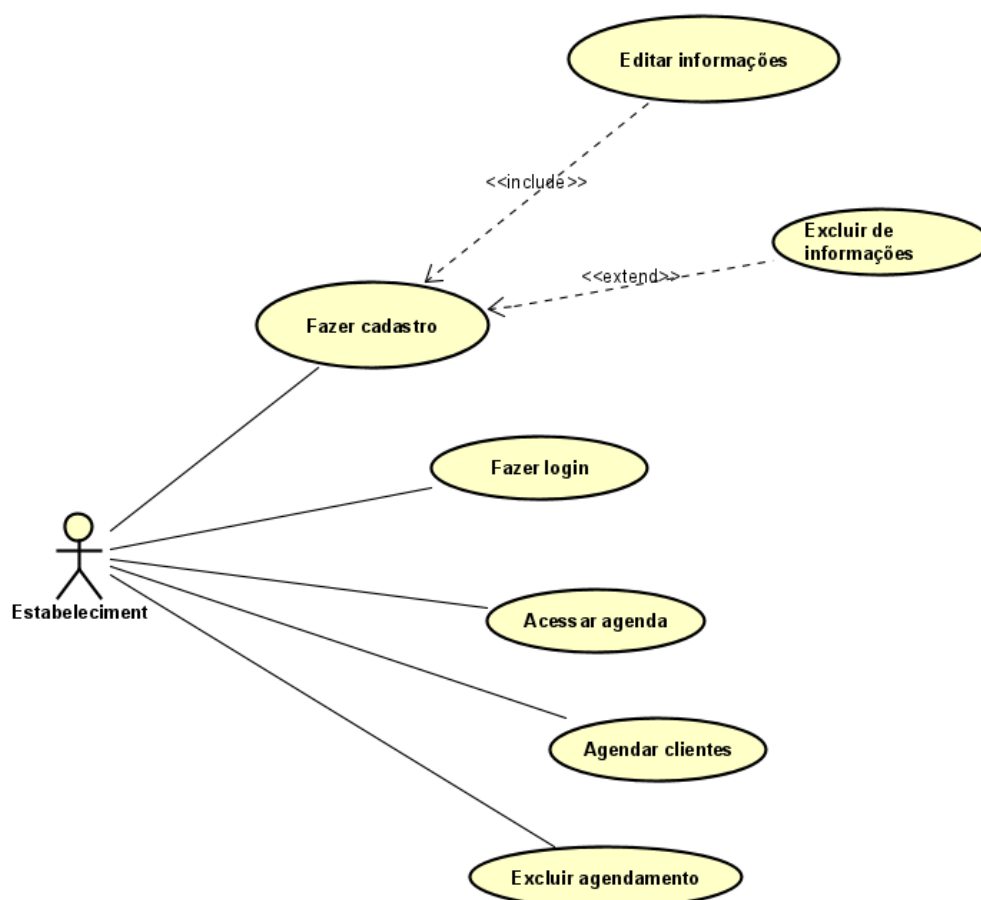 Editar informações
<<include>>
Excluir de
informações
<<extend>>
Fazer cadastro
Fazer login
Estabeleciment
Acessar agenda
Agendar clientes
Excluir agendamento